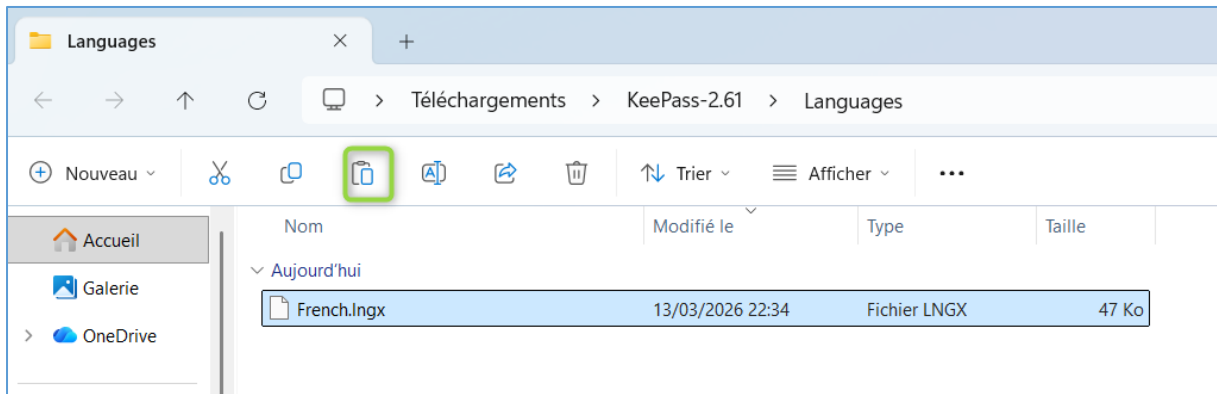 Languages
Téléchargements > KeePass-2.61 > Languages
Nouveau Trier Afficher
Nom Modifié le Type Taille
Accueil
Aujourd'hui
Galerie
French.lngx 13/03/2026 22:34 Fichier LNGX 47 Ko
OneDrive